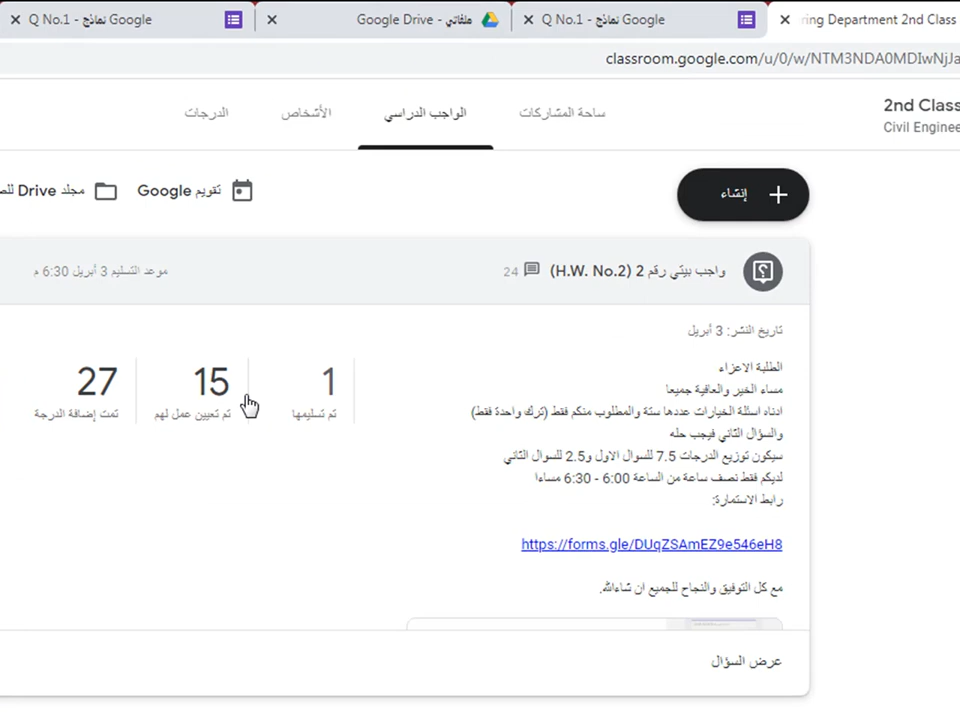 Q No.1 - نماذج Google
ملفاتي - Google Drive
Q No.1 - نماذج Google
ring Department 2nd Class
classroom.google.com/u/0/w/NTM3NDA0MDIwNjJa
2nd Class
Civil Enginee
ساحة المشاركات
الواجب الدراسي
الأشخاص
الدرجات
إنشاء
تقويم Google
مجلد Drive للص
واجب بيتي رقم 2 (H.W. No.2)
24
موعد التسليم 3 أبريل 6:30 م
تاريخ النشر: 3 أبريل
الطلبة الاعزاء
مساء الخير والعافية جميعا
ادناه اسئلة الخيارات عددها ستة والمطلوب منكم فقط (ترك واحدة فقط)
والسؤال الثاني فيجب حله
سيكون توزيع الدرجات 7.5 للسوال الاول و2.5 للسوال الثاني
لديكم فقط نصف ساعة من الساعة 6:00 - 6:30 مساءا
رابط الاستمارة:
https://forms.gle/DUqZSAmEZ9e546eH8
مع كل التوفيق والنجاح للجميع ان شاءالله.
1
تم تسليمها
15
تم تعيين عمل لهم
27
تمت إضافة الدرجة
عرض السؤال